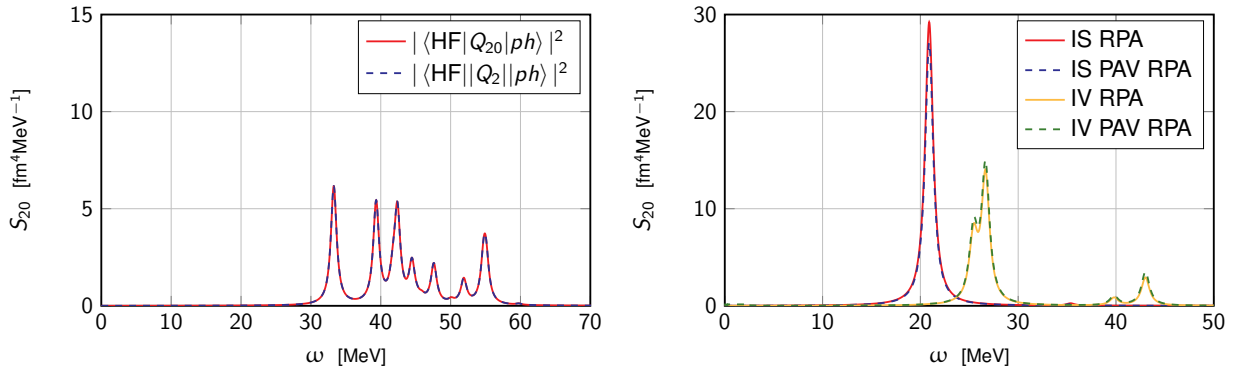 15
10
5
0
S₂₀ [fm⁴MeV⁻¹]
| ⟨HF|Q₂₀|ph⟩ |²
| ⟨HF||Q₂||ph⟩ |²
0 10 20 30 40 50 60 70
ω [MeV]
30
20
10
0
S₂₀ [fm⁴MeV⁻¹]
IS RPA
IS PAV RPA
IV RPA
IV PAV RPA
0 10 20 30 40 50
ω [MeV]